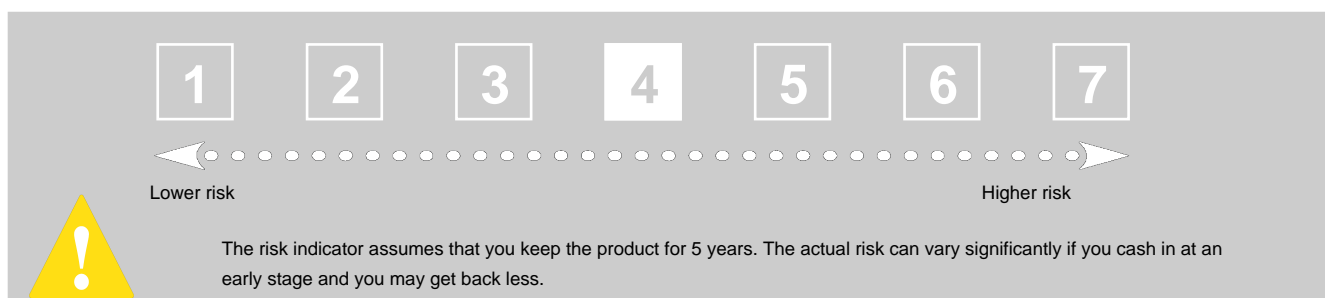 1 2 3 4 5 6 7
Lower risk Higher risk
!
The risk indicator assumes that you keep the product for 5 years. The actual risk can vary significantly if you cash in at an
early stage and you may get back less.